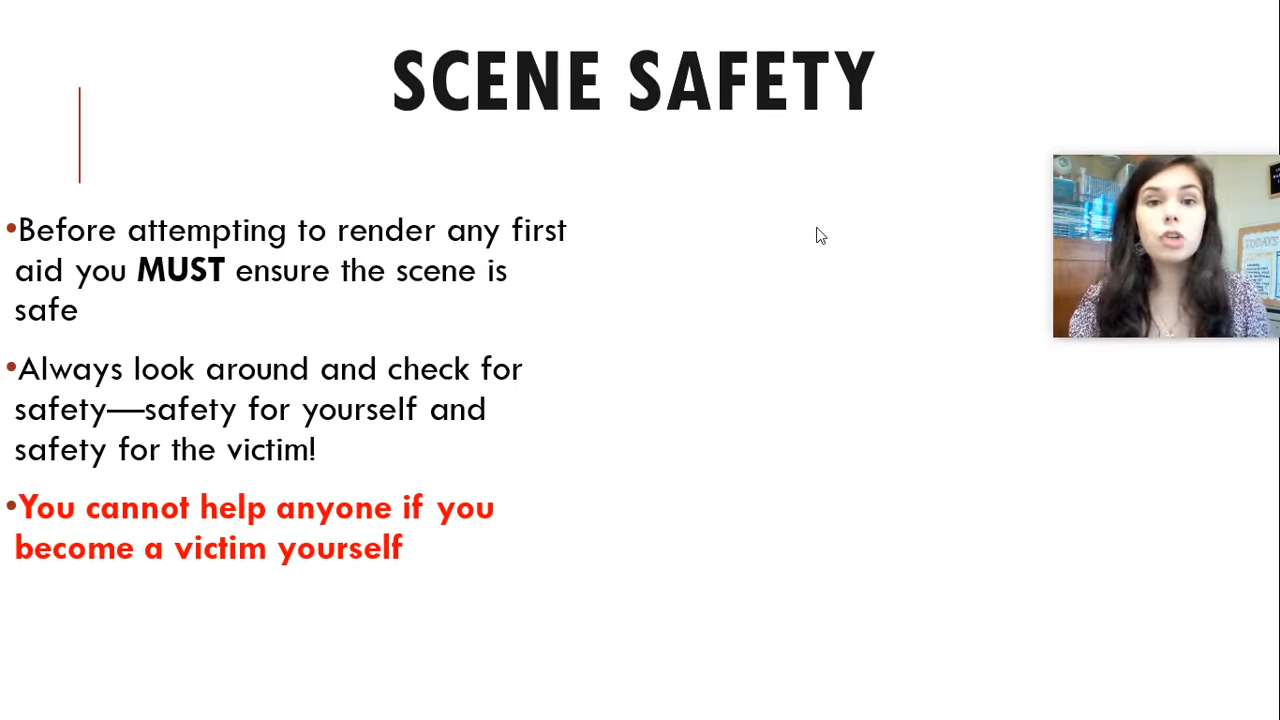 SCENE SAFETY
•Before attempting to render any first
aid you MUST ensure the scene is
safe
•Always look around and check for
safety—safety for yourself and
safety for the victim!
•You cannot help anyone if you
become a victim yourself
TODAYS